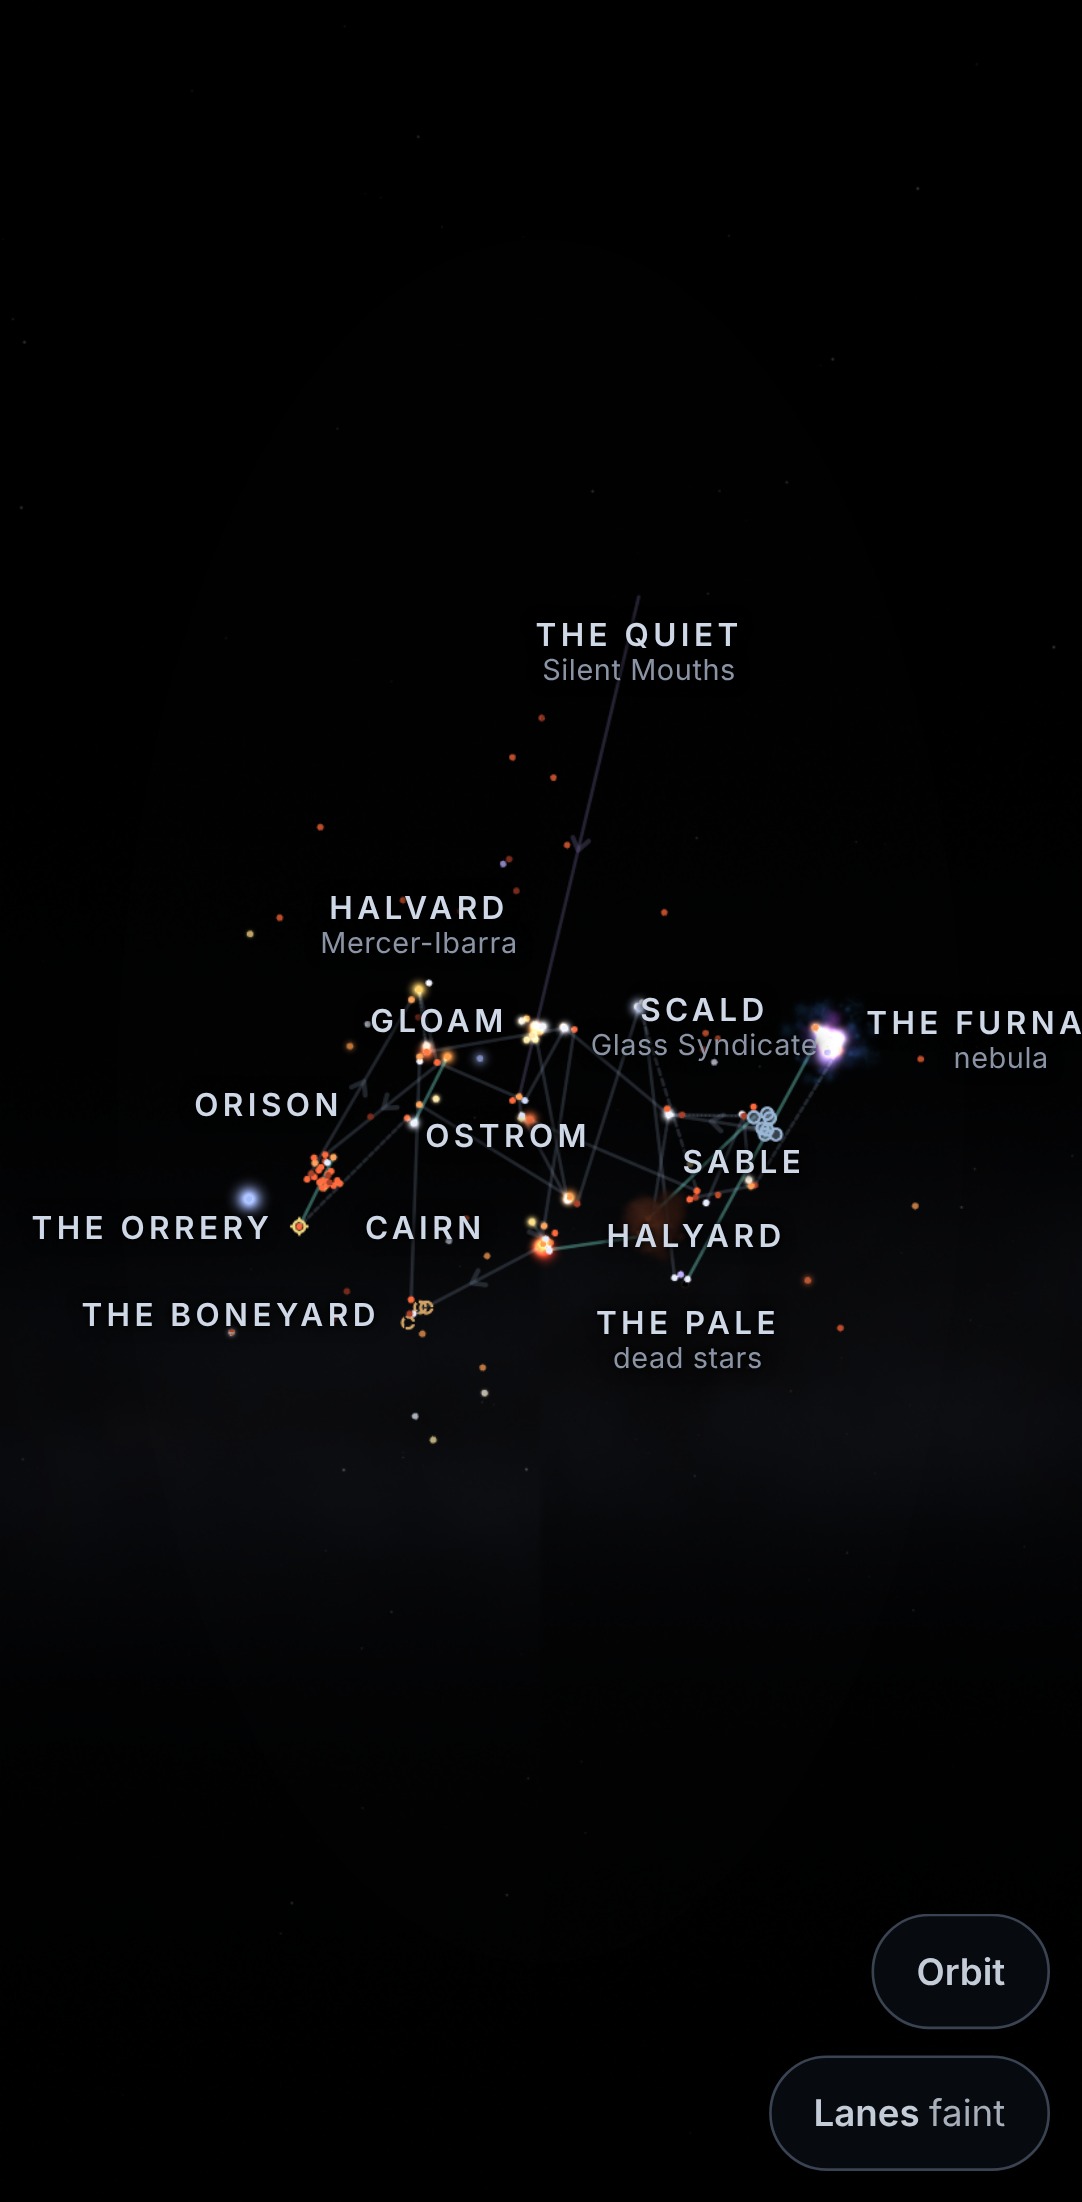 THE QUIET
Silent Mouths
HALVARD
Mercer-Ibarra
GLOAM
SCALD
Glass Syndicate
THE FURNA
nebula
ORISON
OSTROM
SABLE
THE ORRERY
CAIRN
HALYARD
THE BONEYARD
THE PALE
dead stars
Orbit
Lanes faint